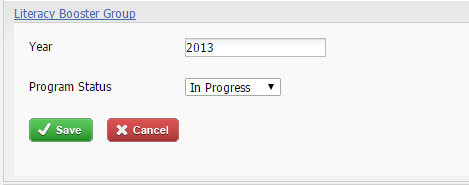 Literacy Booster Group
Year 2013
Program Status In Progress
Save Cancel